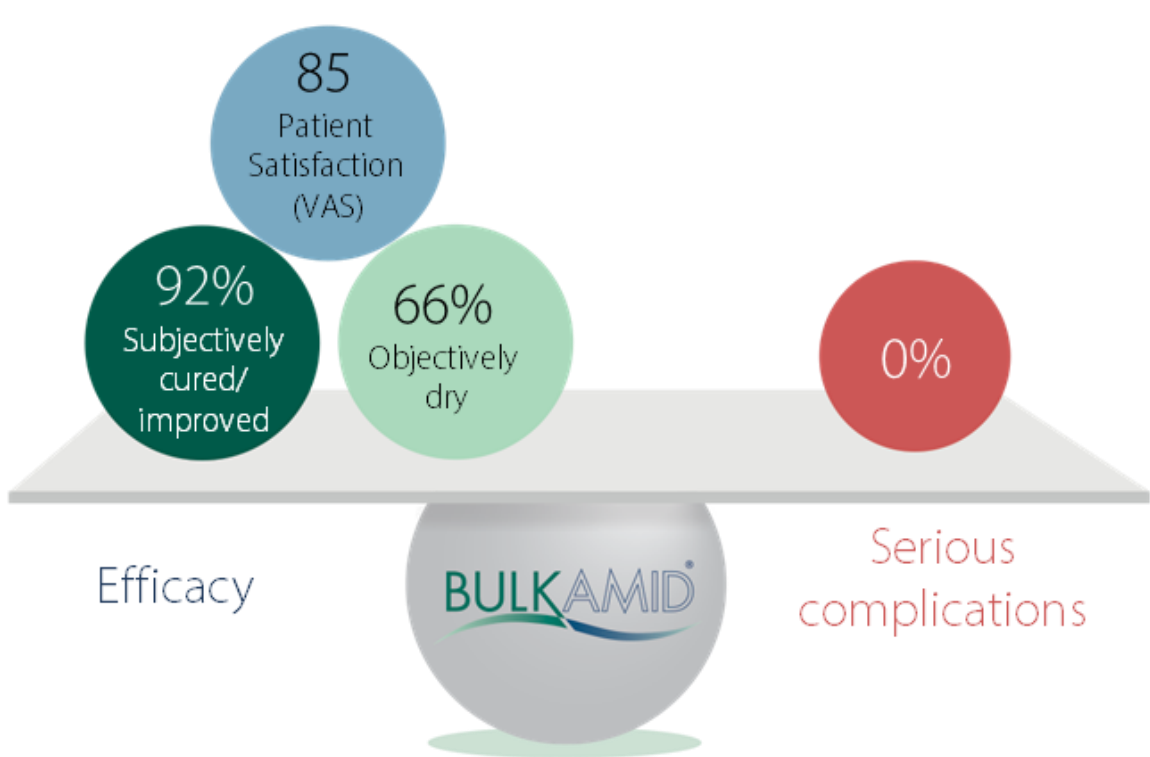 85
Patient
Satisfaction
(VAS)
92%
Subjectively
cured/
improved
66%
Objectively
dry
0%
Efficacy
BULKAMID®
Serious
complications